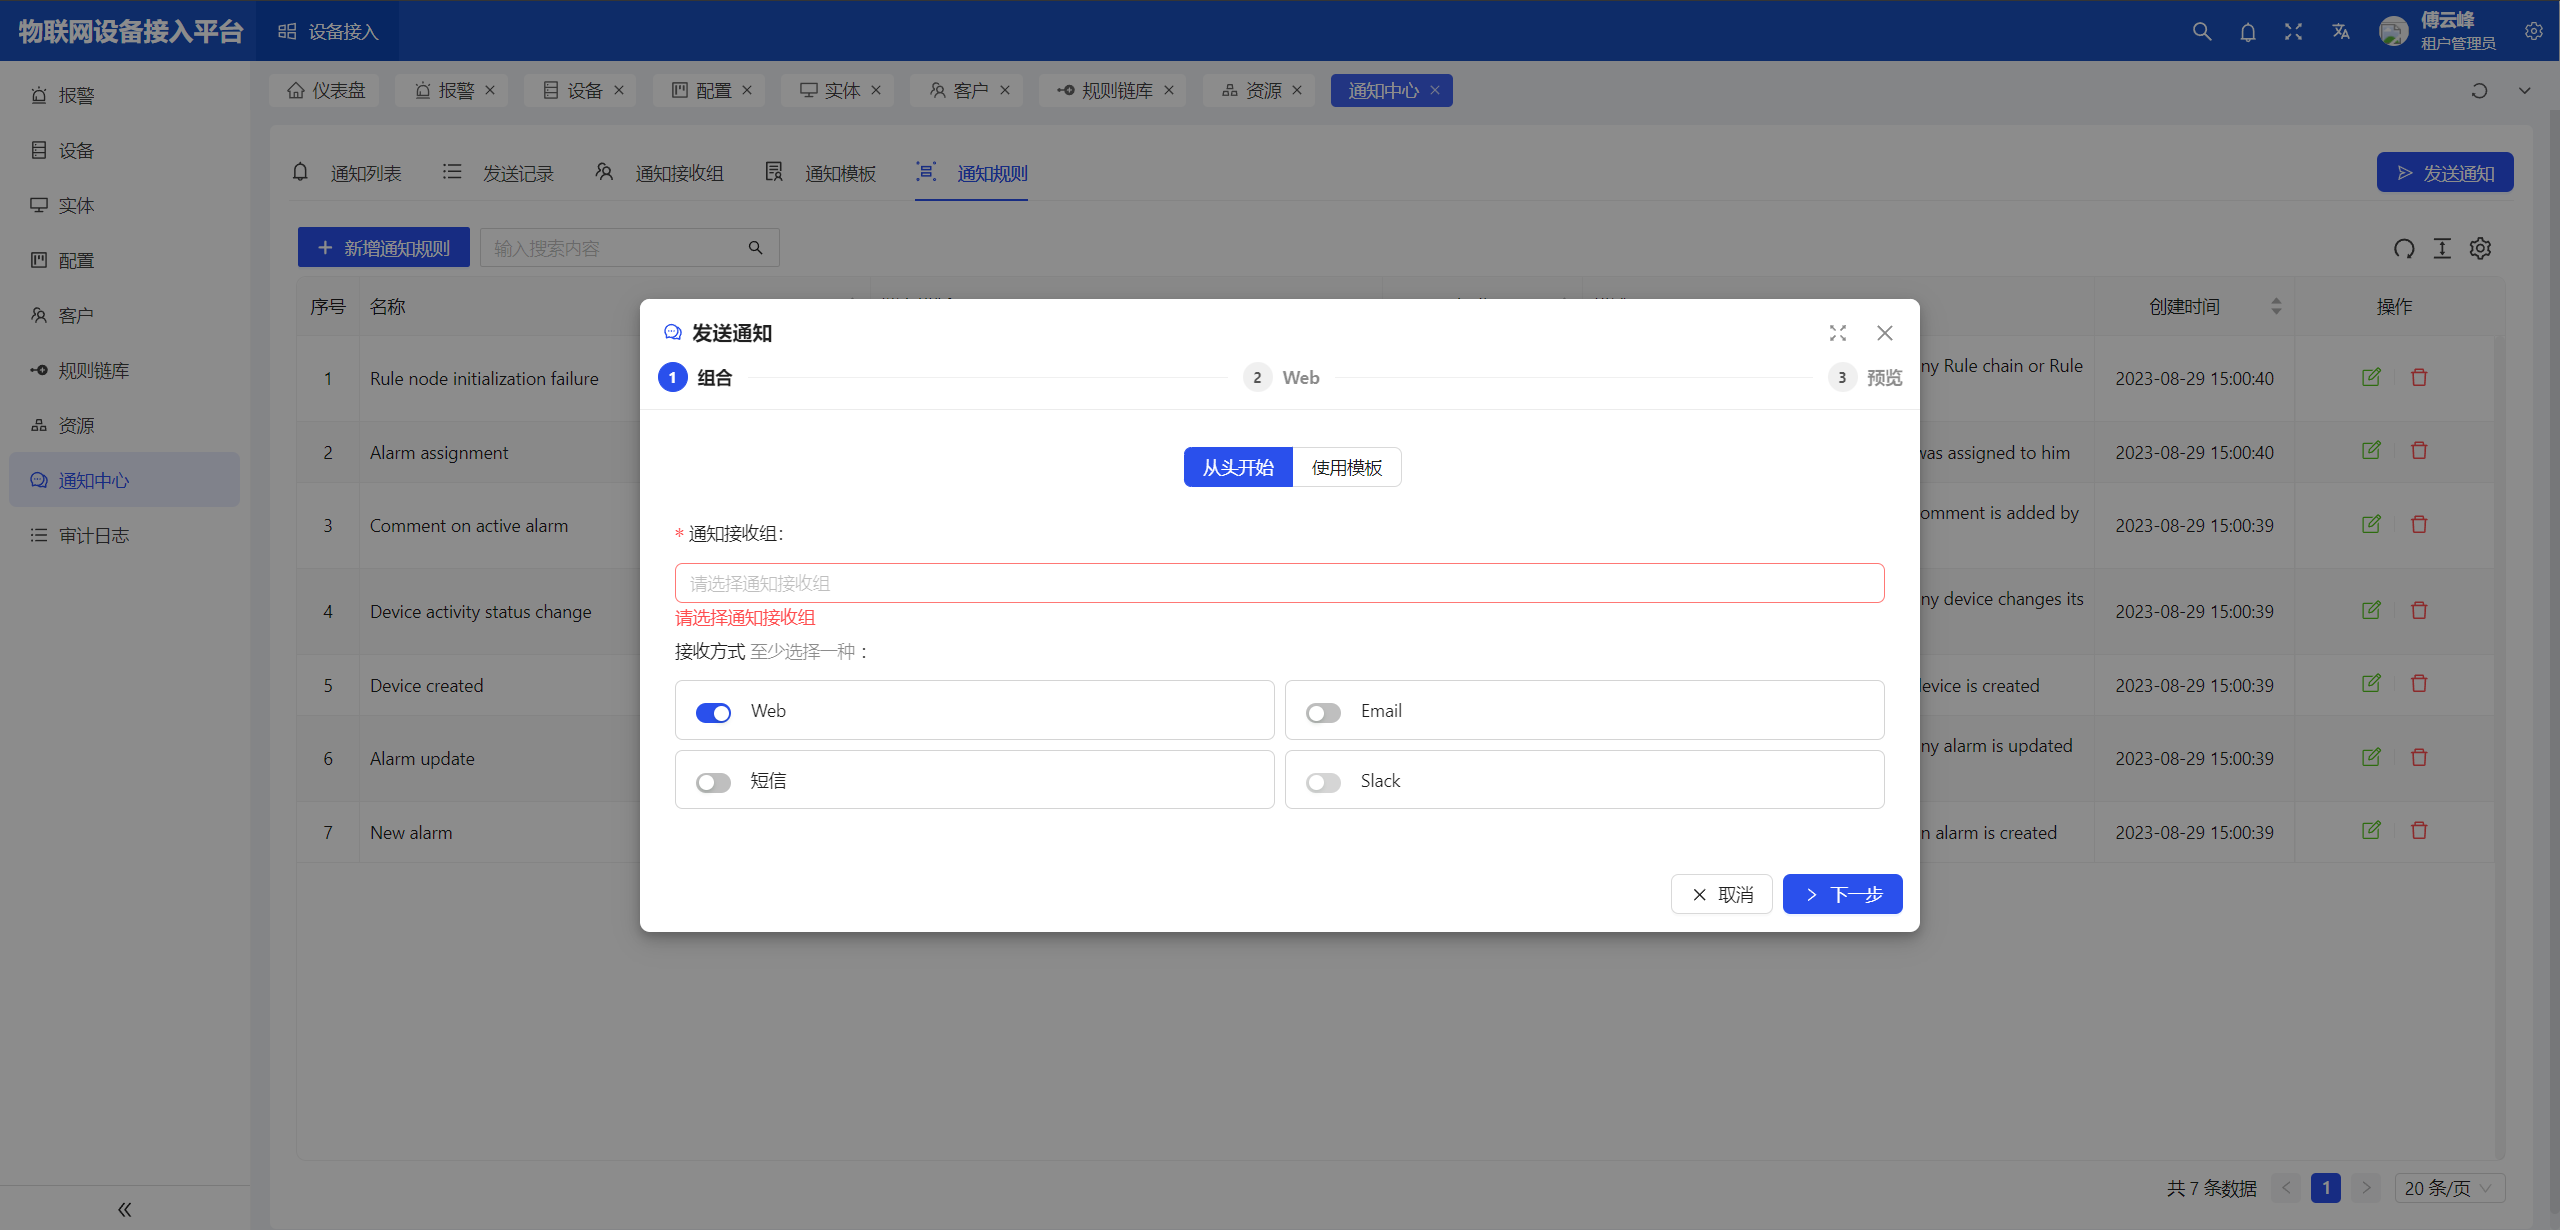 物联网设备接入平台
设备接入
傅云峰
租户管理员
报警
设备
实体
配置
客户
规则链库
资源
通知中心
审计日志
仪表盘
报警
设备
配置
实体
客户
规则链库
资源
通知中心
通知列表
发送记录
通知接收组
通知模板
通知规则
发送通知
新增通知规则
输入搜索内容
序号 名称 创建时间 操作
1 Rule node initialization failure ny Rule chain or Rule 2023-08-29 15:00:40
2 Alarm assignment was assigned to him 2023-08-29 15:00:40
3 Comment on active alarm omment is added by 2023-08-29 15:00:39
4 Device activity status change ny device changes its 2023-08-29 15:00:39
5 Device created device is created 2023-08-29 15:00:39
6 Alarm update ny alarm is updated 2023-08-29 15:00:39
7 New alarm n alarm is created 2023-08-29 15:00:39
发送通知
1 组合
2 Web
3 预览
从头开始
使用模板
* 通知接收组:
请选择通知接收组
请选择通知接收组
接收方式 至少选择一种 :
Web
Email
短信
Slack
取消
下一步
共 7 条数据
1
20 条/页